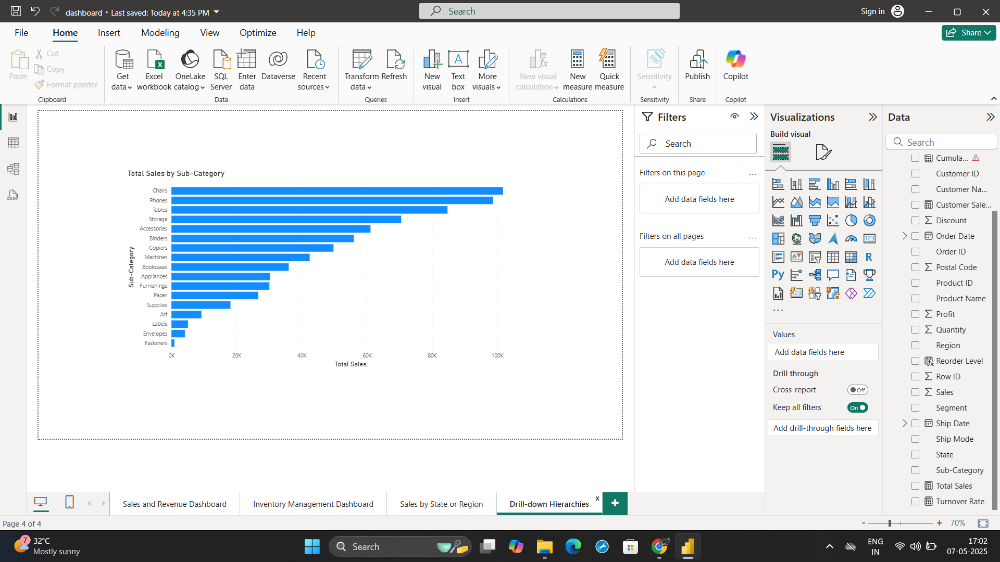 dashboard • Last saved: Today at 4:35 PM
Search
Sign in
File
Home
Insert
Modeling
View
Optimize
Help
Share
Paste
Cut
Copy
Format painter
Clipboard
Get data
Excel workbook
OneLake catalog
SQL Server
Enter data
Dataverse
Recent sources
Data
Transform data
Refresh
Queries
New visual
A
Text box
More visuals
Insert
New visual calculation
New measure
Quick measure
Calculations
Sensitivity
Sensitivity
Publish
Share
Copilot
Copilot
Total Sales by Sub-Category
Sub-Category
Chairs
Phones
Tables
Storage
Accessories
Binders
Copiers
Machines
Bookcases
Appliances
Furnishings
Paper
Supplies
Art
Labels
Envelopes
Fasteners
0K 20K 40K 60K 80K 100K
Total Sales
Filters
Search
Filters on this page ...
Add data fields here
Filters on all pages ...
Add data fields here
Visualizations
Build visual
123
R
Py
123
...
Values
Add data fields here
Drill through
Cross-report Off
Keep all filters On
Add drill-through fields here
Data
Search
Cumula...
Customer ID
Customer Na...
Customer Sale...
Discount
Order Date
Order ID
Postal Code
Product ID
Product Name
Profit
Quantity
Region
Reorder Level
Row ID
Sales
Segment
Ship Date
Ship Mode
State
Sub-Category
Total Sales
Turnover Rate
DAX
Sales and Revenue Dashboard
Inventory Management Dashboard
Sales by State or Region
Drill-down Hierarchies
x
+
Page 4 of 4
- + 70%
7
32°C
Mostly sunny
Search
ENG
IN
17:02
07-05-2025